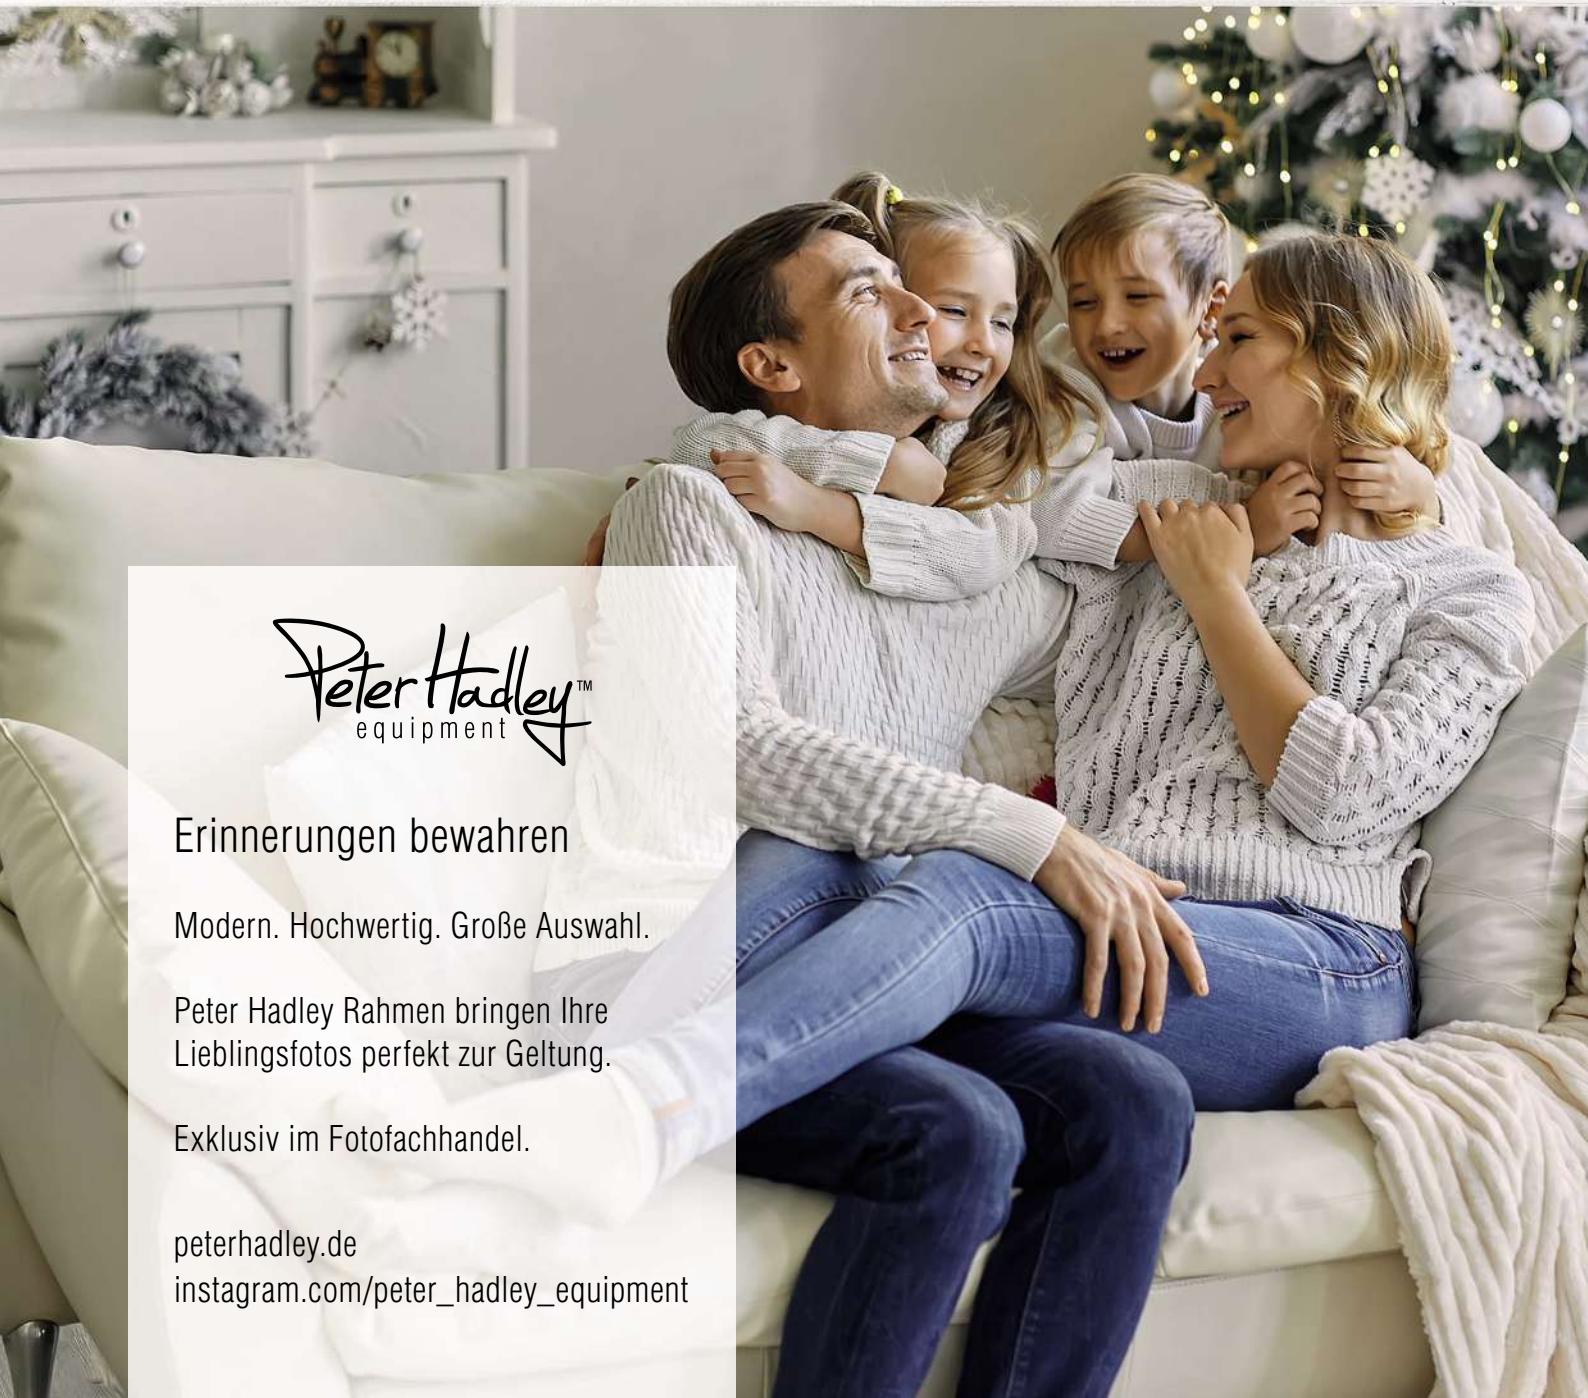 Peter Hadley™
equipment
Erinnerungen bewahren
Modern. Hochwertig. Große Auswahl.
Peter Hadley Rahmen bringen Ihre
Lieblingsfotos perfekt zur Geltung.
Exklusiv im Fotofachhandel.
peterhadley.de
instagram.com/peter_hadley_equipment